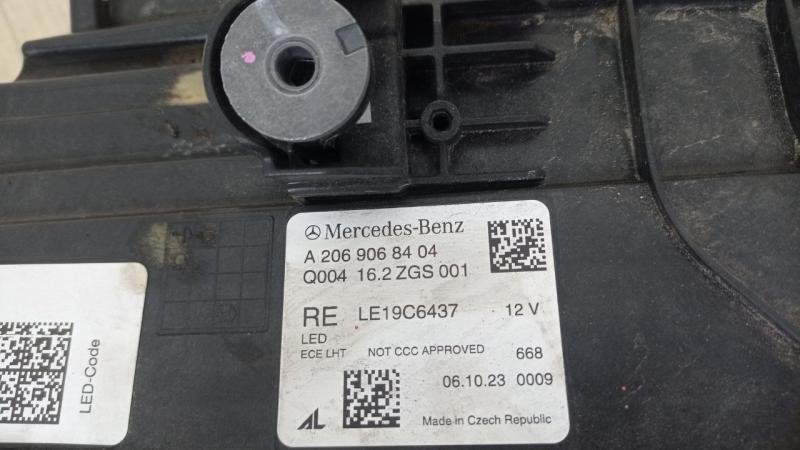 Mercedes-Benz
A 206 906 84 04
Q004 16.2 ZGS 001
RE LE19C6437 12 V
LED
ECE LHT NOT CCC APPROVED 668
06.10.23 0009
AL Made in Czech Republic
LED-Code